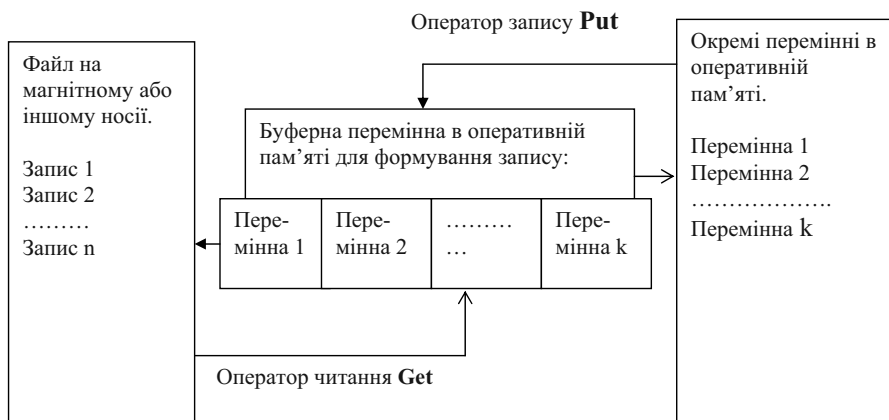 Оператор запису Put
Файл на
магнітному або
іншому носії.
Запис 1
Запис 2
………
Запис n
Буферна перемінна в оперативній
пам’яті для формування запису:
Пере-
мінна 1
Пере-
мінна 2
………
…
Пере-
мінна k
Окремі перемінні в
оперативній
пам’яті.
Перемінна 1
Перемінна 2
……………….
Перемінна k
Оператор читання Get